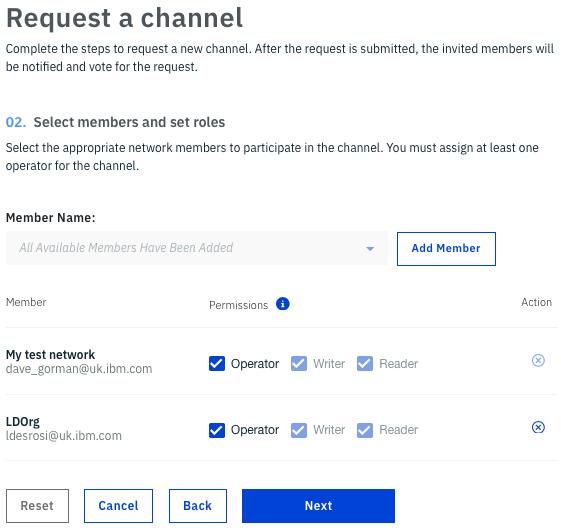 Request a channel
Complete the steps to request a new channel. After the request is submitted, the invited members will
be notified and vote for the request.
02. Select members and set roles
Select the appropriate network members to participate in the channel. You must assign at least one
operator for the channel.
Member Name:
All Available Members Have Been Added
Add Member
Member Permissions Action
My test network
dave_gorman@uk.ibm.com
Operator Writer Reader
LDOrg
ldesrosi@uk.ibm.com
Operator Writer Reader
Reset Cancel Back Next